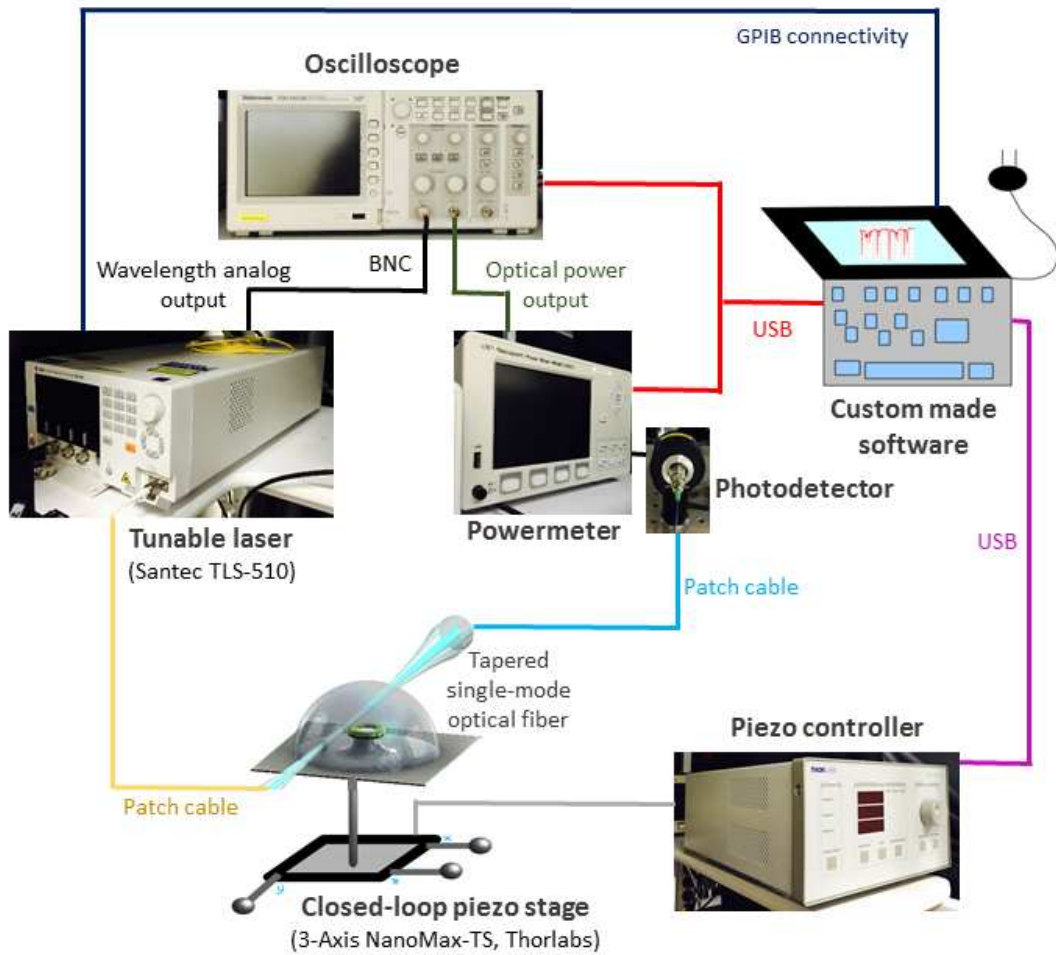 GPIB connectivity
Oscilloscope
Tektronix
Wavelength analog
output
BNC
Optical power
output
USB
Custom made
software
Tunable laser
(Santec TLS-510)
Powermeter
Photodetector
USB
Patch cable
Tapered
single-mode
optical fiber
Piezo controller
Patch cable
Closed-loop piezo stage
(3-Axis NanoMax-TS, Thorlabs)